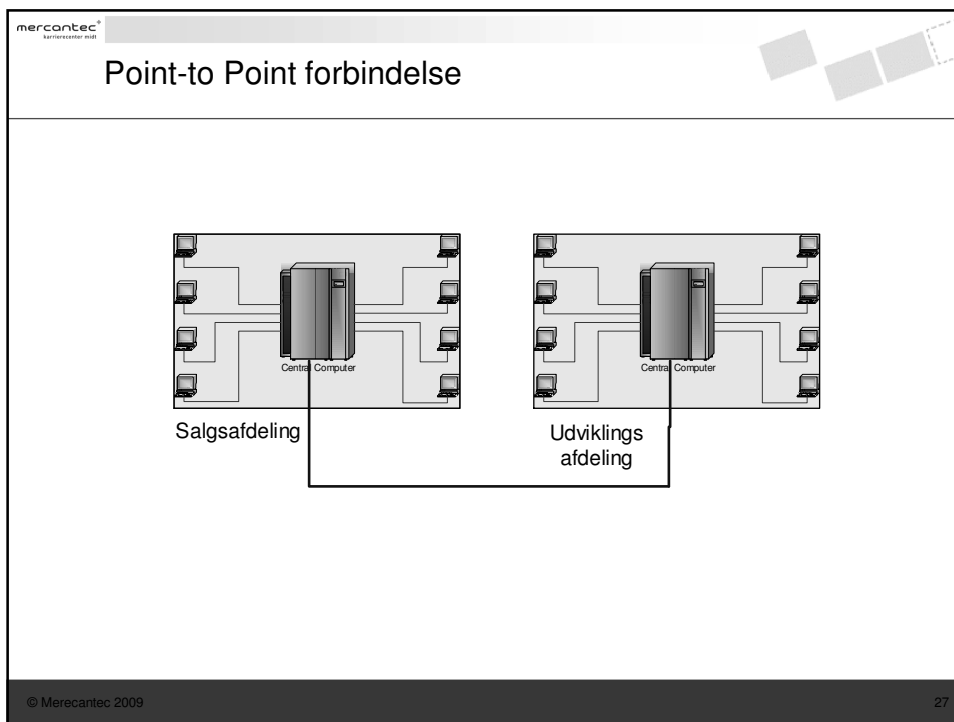 mercantec+
karrierecenter midt
Point-to Point forbindelse
Central Computer
Central Computer
Salgsafdeling
Udviklings
afdeling
© Merecantec 2009
27